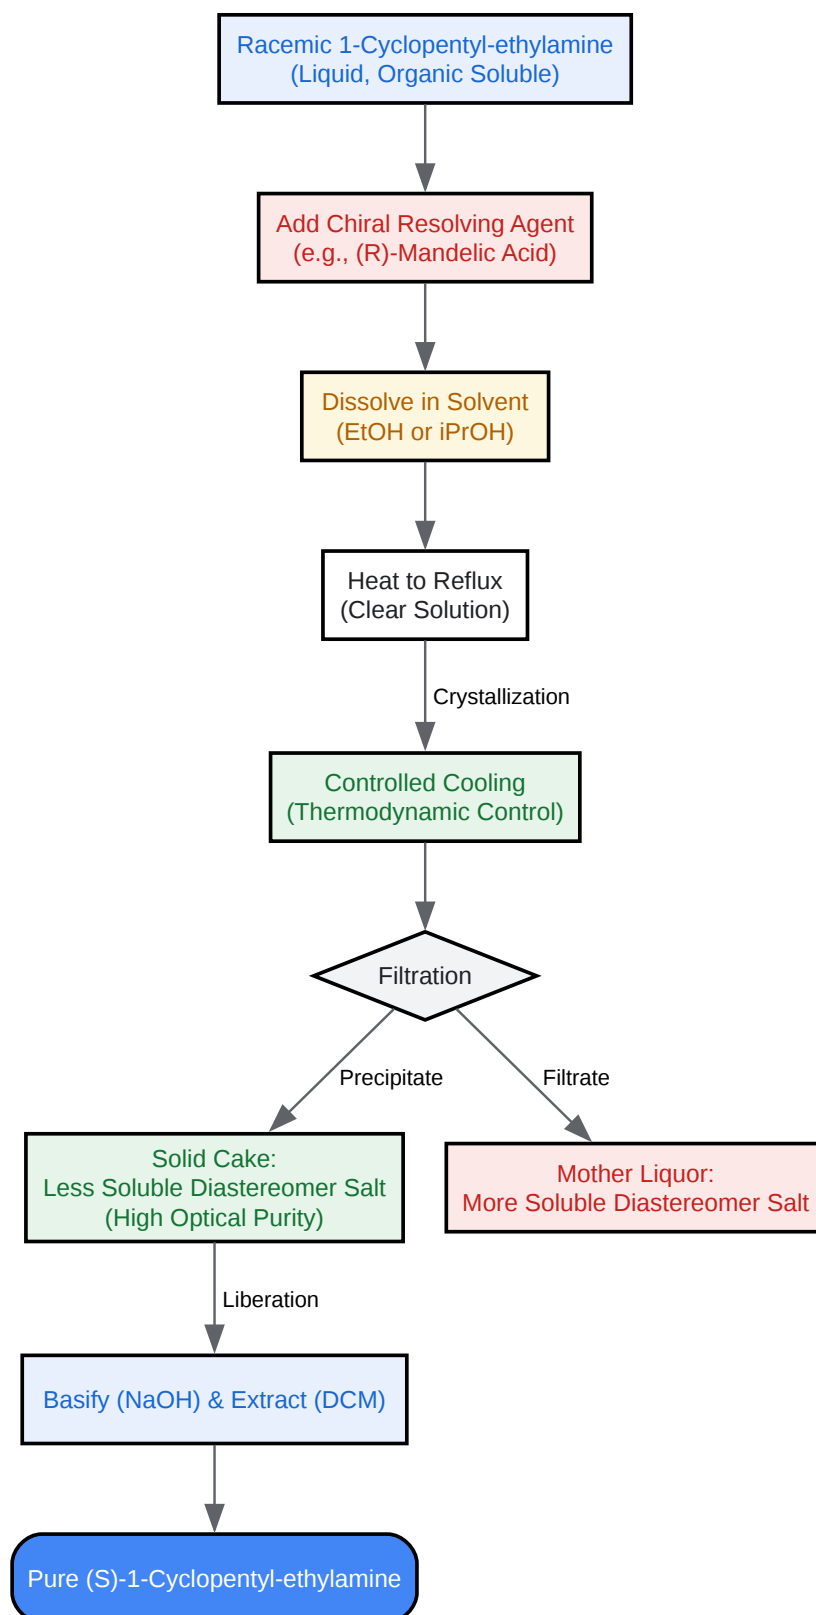 Racemic 1-Cyclopentyl-ethylamine
(Liquid, Organic Soluble)
Add Chiral Resolving Agent
(e.g., (R)-Mandelic Acid)
Dissolve in Solvent
(EtOH or iPrOH)
Heat to Reflux
(Clear Solution)
Crystallization
Controlled Cooling
(Thermodynamic Control)
Filtration
Precipitate
Filtrate
Solid Cake:
Less Soluble Diastereomer Salt
(High Optical Purity)
Mother Liquor:
More Soluble Diastereomer Salt
Liberation
Basify (NaOH) & Extract (DCM)
Pure (S)-1-Cyclopentyl-ethylamine